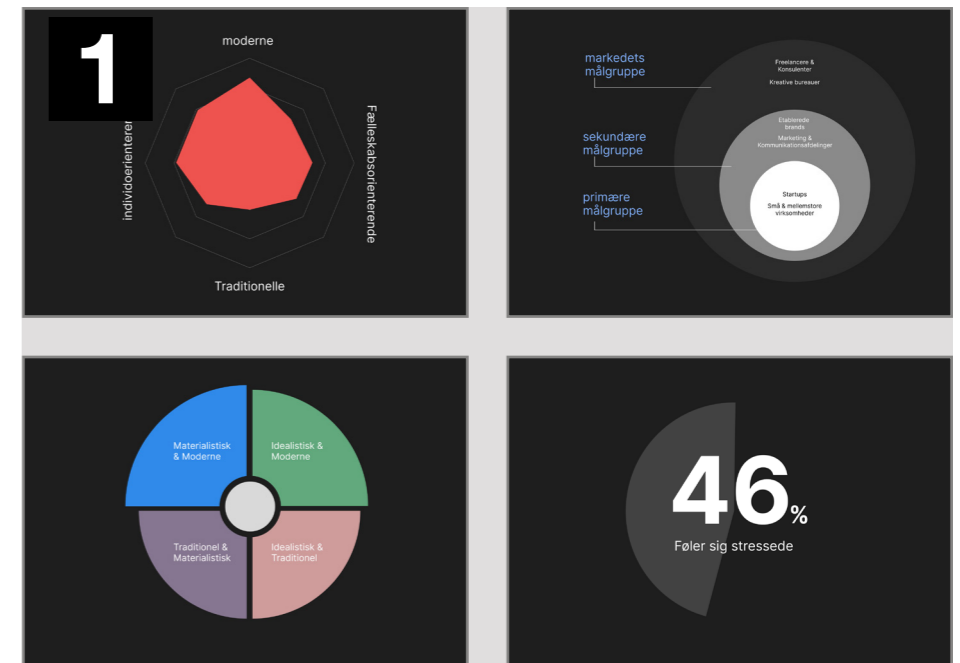 1
moderne
individoorienterer
Fælleskabsorienterende
Traditionelle
markedets
målgruppe
sekundære
målgruppe
primære
målgruppe
Freelancere &
Konsulenter
Kreative bureauer
Etablerede
brands
Marketing &
Kommunikationsafdelinger
Startups
Små & mellemstore
virksomheder
Materialistisk
& Moderne
Idealistisk &
Moderne
Traditionel &
Materialistisk
Idealistisk &
Traditionel
46%
Føler sig stressede